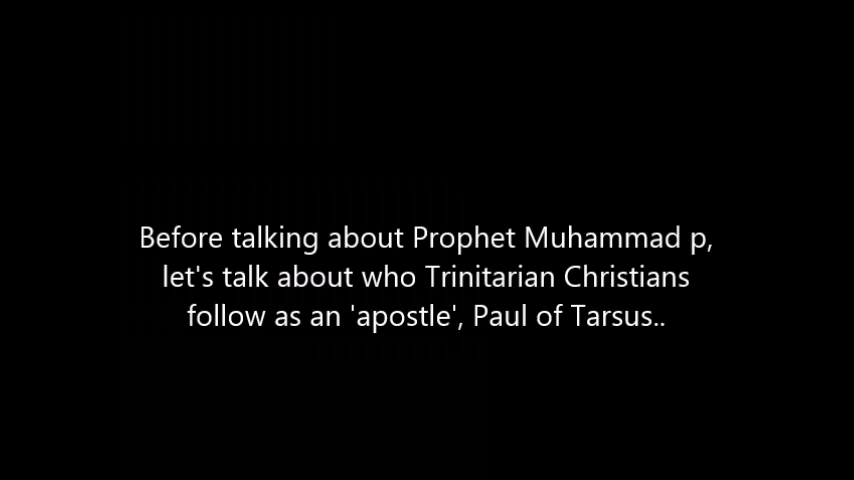 Before talking about Prophet Muhammad p,
let's talk about who Trinitarian Christians
follow as an 'apostle', Paul of Tarsus..